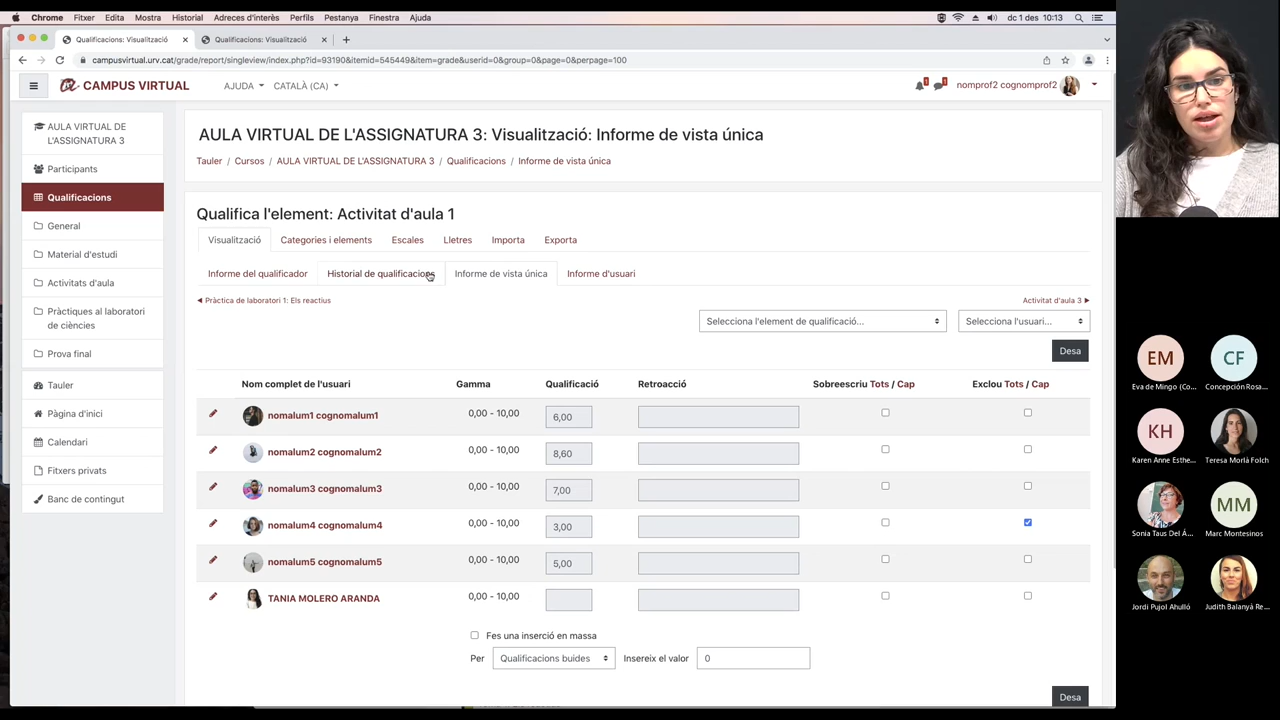 Chrome Fitxer Edita Mostra Historial Adreces d'interès Perfils Pestanya Finestra Ajuda dc 1 des 10:13
Qualificacions: Visualització Qualificacions: Visualització
campusvirtual.urv.cat/grade/report/singleview/index.php?id=93190&itemid=545449&item=grade&userid=0&group=0&page=0&perpage=100
CAMPUS VIRTUAL AJUDA CATALÀ (CA) 1 1 nomprof2 cognomprof2
AULA VIRTUAL DE
L'ASSIGNATURA 3
Participants
Qualificacions
General
Material d'estudi
Activitats d'aula
Pràctiques al laboratori
de ciències
Prova final
Tauler
Pàgina d'inici
Calendari
Fitxers privats
Banc de contingut
AULA VIRTUAL DE L'ASSIGNATURA 3: Visualització: Informe de vista única
Tauler / Cursos / AULA VIRTUAL DE L'ASSIGNATURA 3 / Qualificacions / Informe de vista única
Qualifica l'element: Activitat d'aula 1
Visualització Categories i elements Escales Lletres Importa Exporta
Informe del qualificador Historial de qualificacions Informe de vista única Informe d'usuari
◀ Pràctica de laboratori 1: Els reactius Activitat d'aula 3 ▶
Selecciona l'element de qualificació... Selecciona l'usuari...
Desa
Nom complet de l'usuari Gamma Qualificació Retroacció Sobreescriu Tots / Cap Exclou Tots / Cap
nomalum1 cognomalum1 0,00 - 10,00 6,00
nomalum2 cognomalum2 0,00 - 10,00 8,60
nomalum3 cognomalum3 0,00 - 10,00 7,00
nomalum4 cognomalum4 0,00 - 10,00 3,00
nomalum5 cognomalum5 0,00 - 10,00 5,00
TANIA MOLERO ARANDA 0,00 - 10,00
Fes una inserció en massa
Per Qualificacions buides Insereix el valor 0
Desa
EM CF
Eva de Mingo (Co... Concepción Rosa...
KH
Karen Anne Esthe... Teresa Morlà Folch
MM
Sonia Taus Del Á... Marc Montesinos
Jordi Pujol Ahulló Judith Balanyà Re...